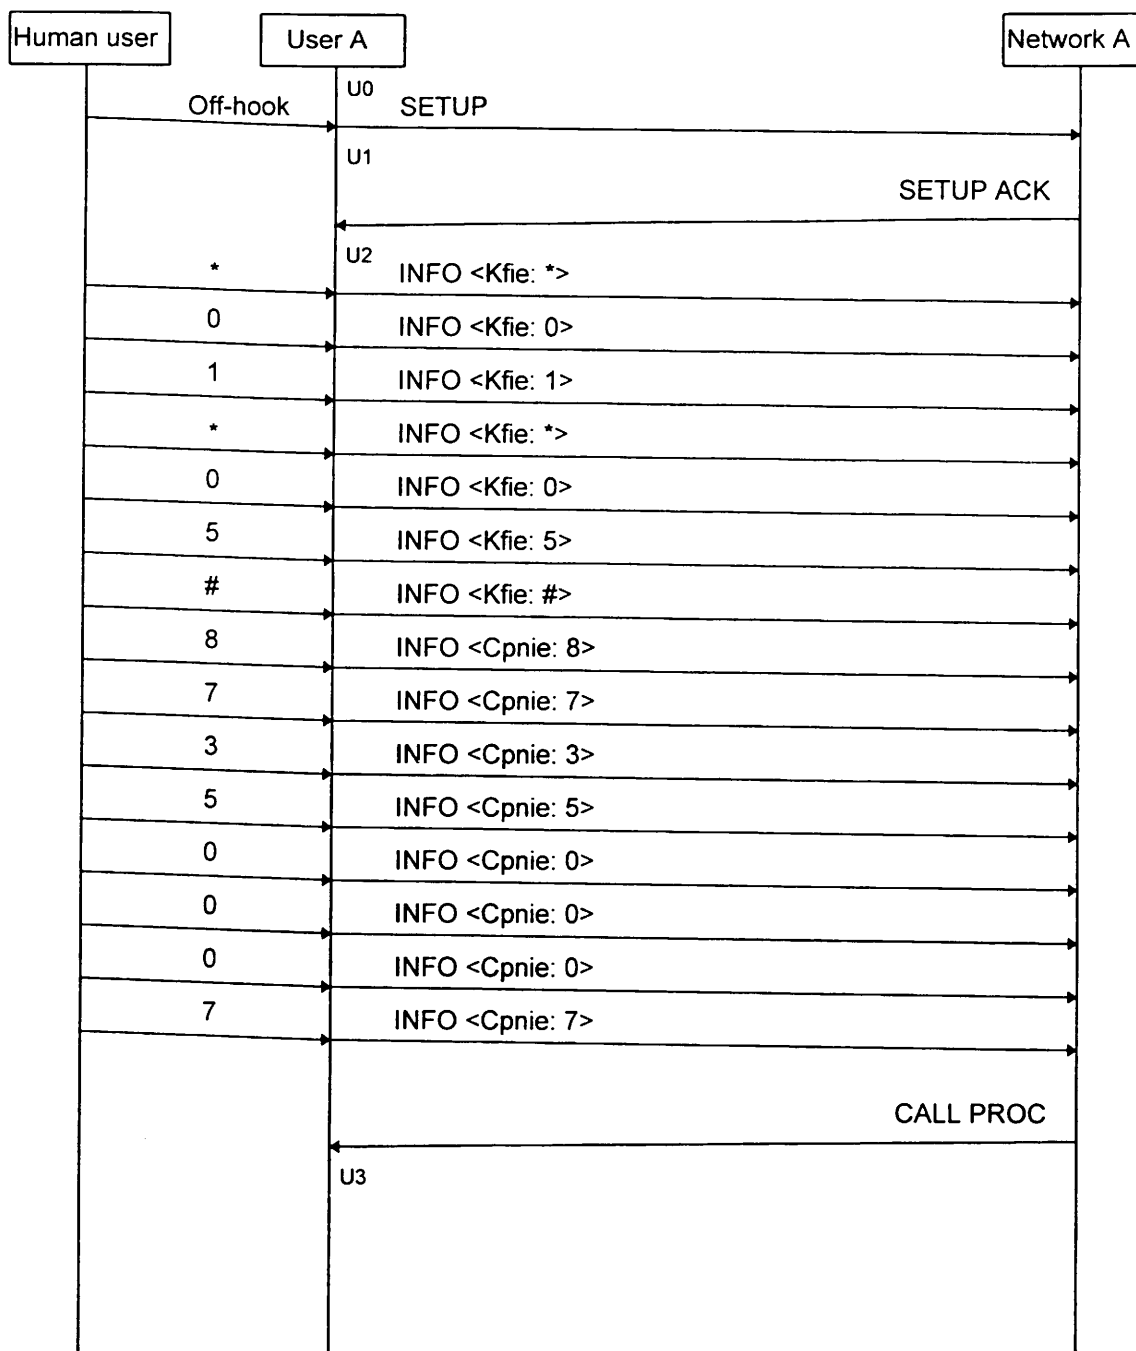 Human user User A Network A
U0
Off-hook SETUP
U1
SETUP ACK
U2
* INFO <Kfie: *>
0 INFO <Kfie: 0>
1 INFO <Kfie: 1>
* INFO <Kfie: *>
0 INFO <Kfie: 0>
5 INFO <Kfie: 5>
# INFO <Kfie: #>
8 INFO <Cpnie: 8>
7 INFO <Cpnie: 7>
3 INFO <Cpnie: 3>
5 INFO <Cpnie: 5>
0 INFO <Cpnie: 0>
0 INFO <Cpnie: 0>
0 INFO <Cpnie: 0>
7 INFO <Cpnie: 7>
CALL PROC
U3